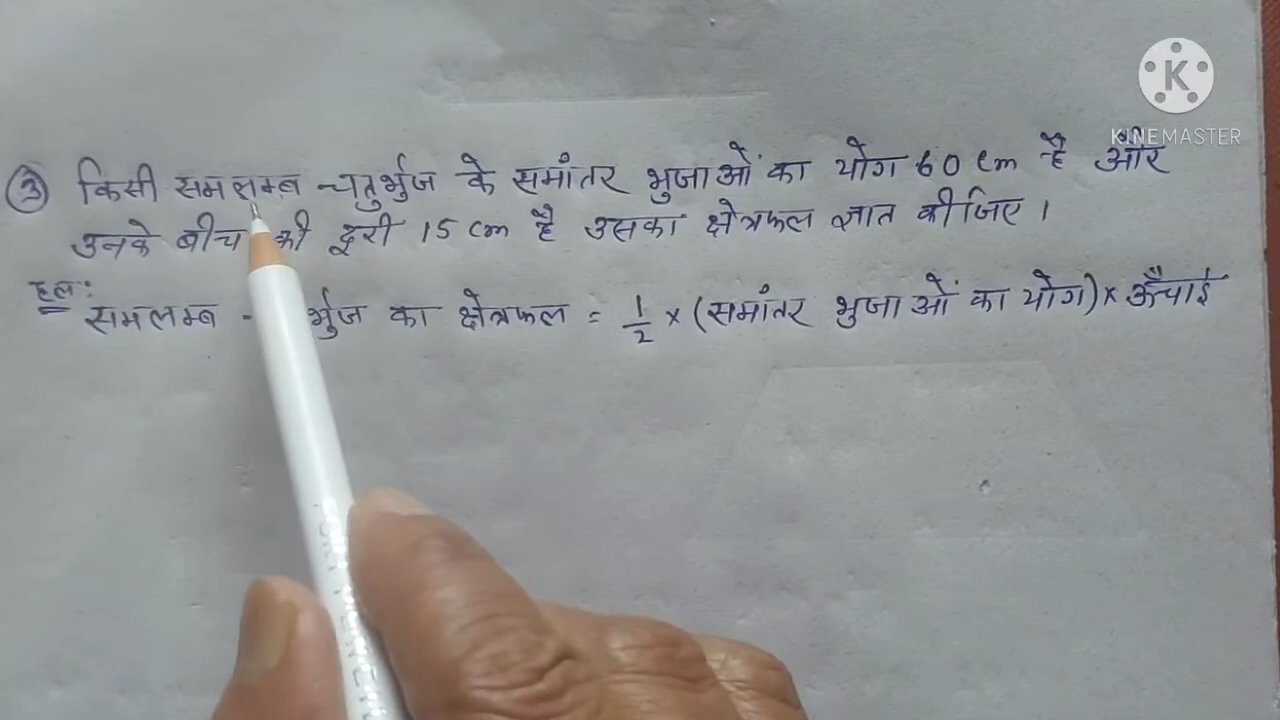 KINEMASTER
③ किसी समलम्ब चतुर्भुज के समांतर भुजाओं का योग 60 cm है और
उनके बीच की दूरी 15 cm है उसका क्षेत्रफल ज्ञात कीजिए।
हल:
समलम्ब र्भुज का क्षेत्रफल = 1/2 × (समांतर भुजाओं का योग) × ऊँचाई